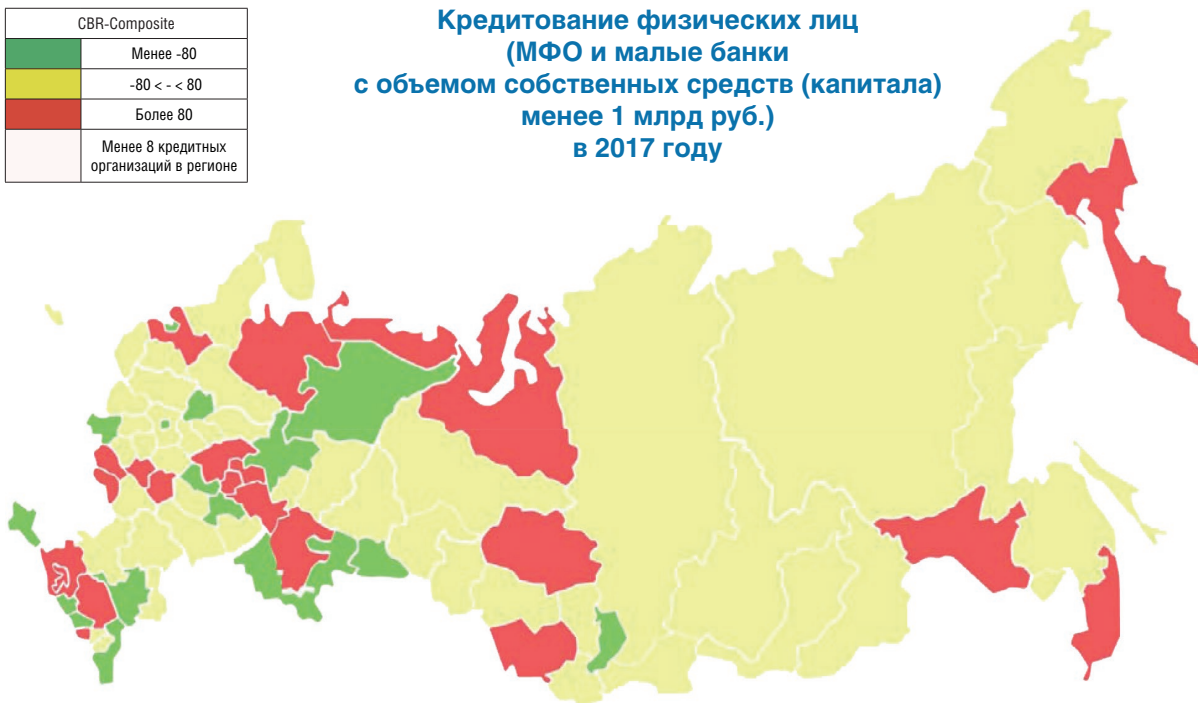 CBR-Composite
Менее -80
-80 < - < 80
Более 80
Менее 8 кредитных
организаций в регионе
Кредитование физических лиц
(МФО и малые банки
с объемом собственных средств (капитала)
менее 1 млрд руб.)
в 2017 году